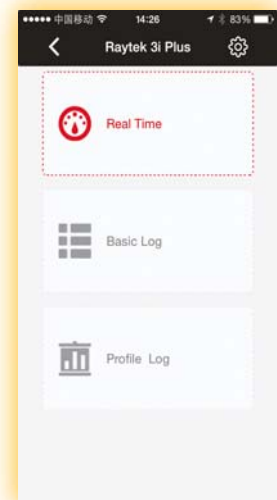 中国移动 14:26 83%
Raytek 3i Plus
Real Time
Basic Log
Profile Log